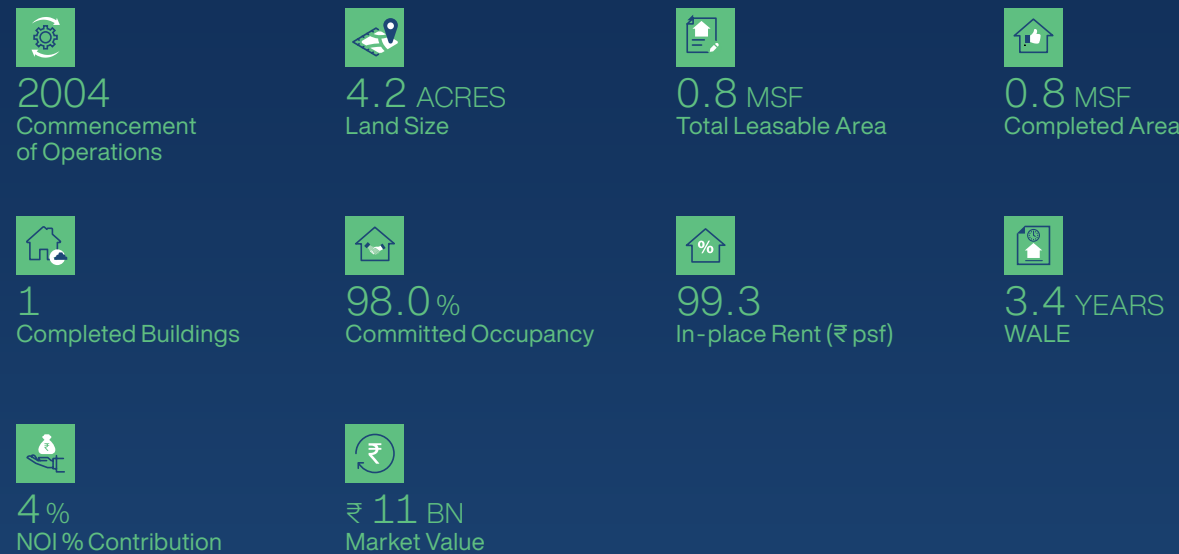 2004
Commencement
of Operations
4.2 ACRES
Land Size
0.8 MSF
Total Leasable Area
0.8 MSF
Completed Area
1
Completed Buildings
98.0 %
Committed Occupancy
%
99.3
In-place Rent (₹ psf)
3.4 YEARS
WALE
₹
4 %
NOI % Contribution
₹
₹ 11 BN
Market Value